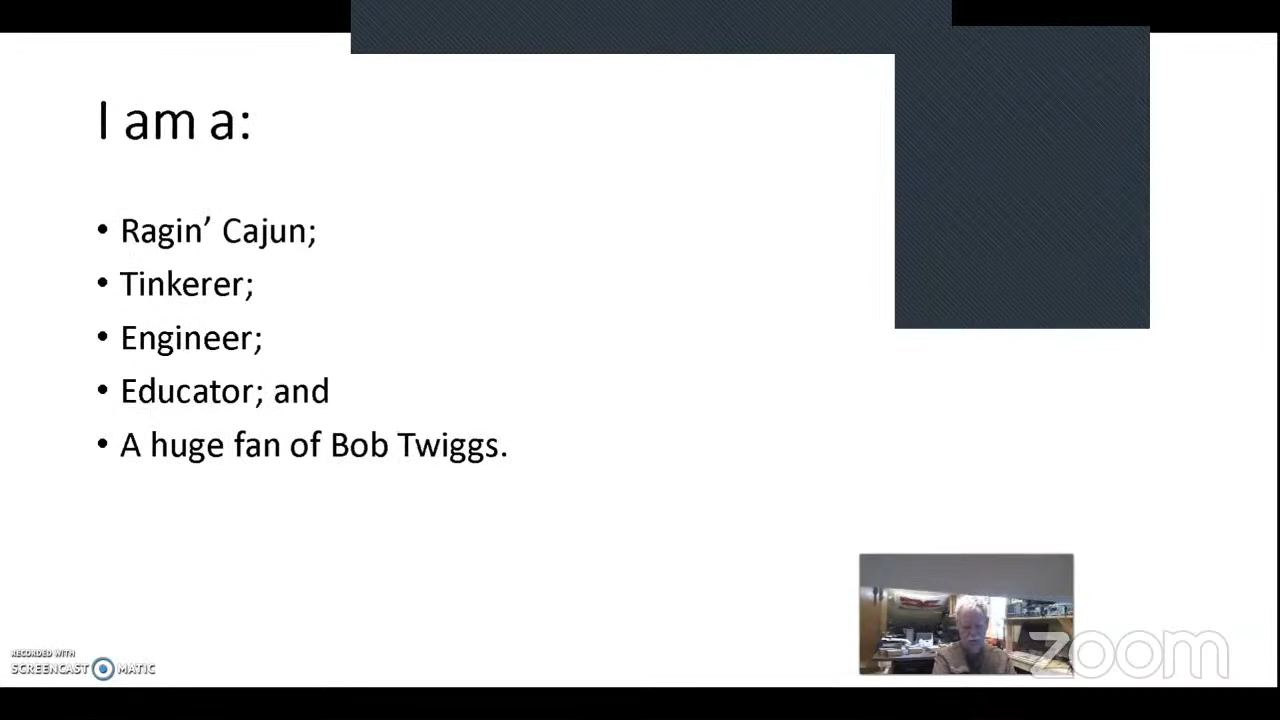 I am a:
• Ragin’ Cajun;
• Tinkerer;
• Engineer;
• Educator; and
• A huge fan of Bob Twiggs.
RECORDED WITH
SCREENCAST MATIC
zoom